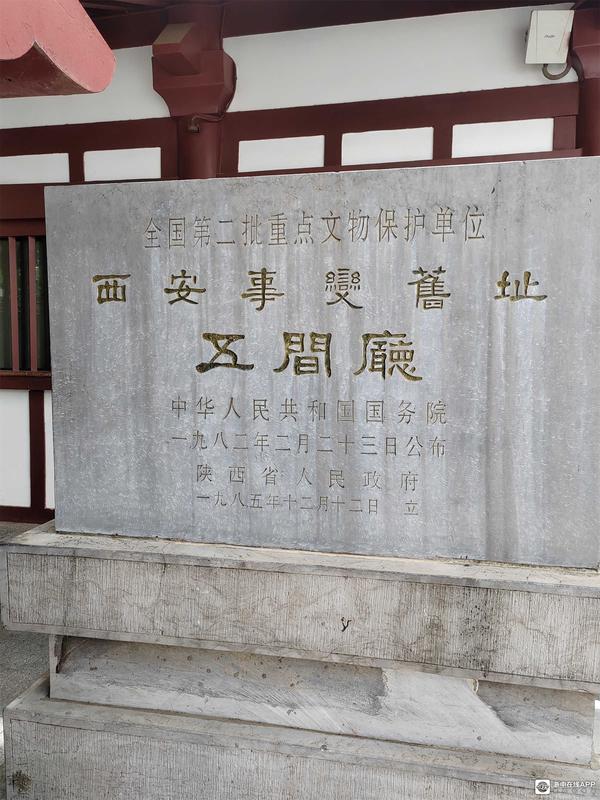 全国第二批重点文物保护单位
西安事變舊址
五間廳
中华人民共和国国务院
一九八二年二月二十三日公布
陕西省人民政府
一九八五年十二月十二日 立